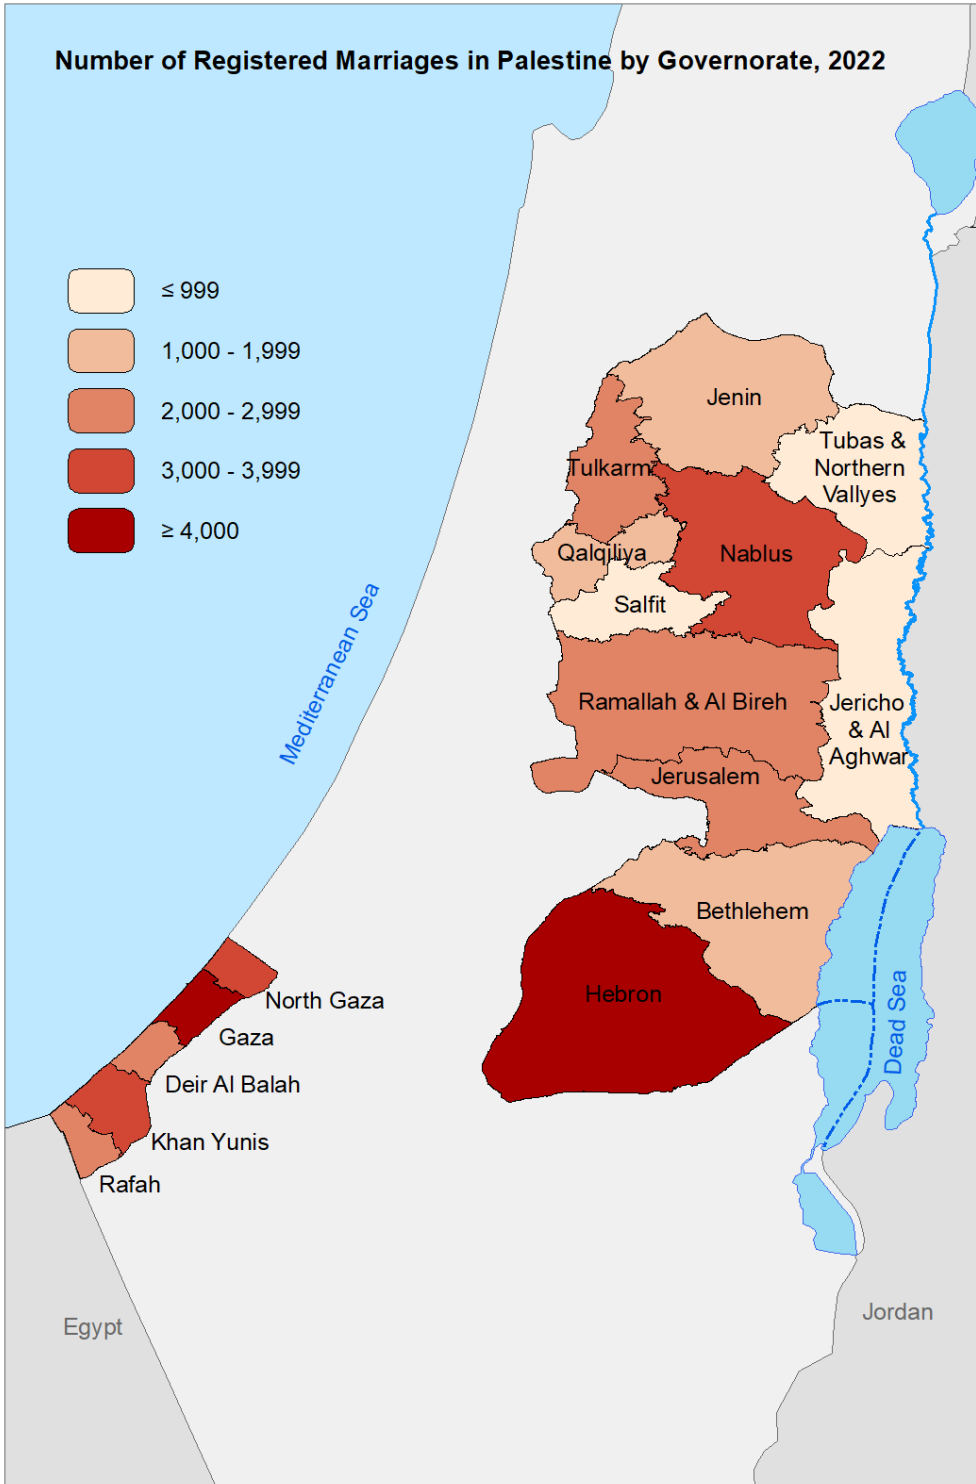 Number of Registered Marriages in Palestine by Governorate, 2022
≤ 999
1,000 - 1,999
2,000 - 2,999
3,000 - 3,999
≥ 4,000
Mediterranean Sea
Jenin
Tubas &
Northern
Vallyes
Tulkarm
Qalqiliya
Nablus
Salfit
Ramallah & Al Bireh
Jericho
& Al
Aghwar
Jerusalem
Bethlehem
Hebron
Dead Sea
North Gaza
Gaza
Deir Al Balah
Khan Yunis
Rafah
Egypt
Jordan